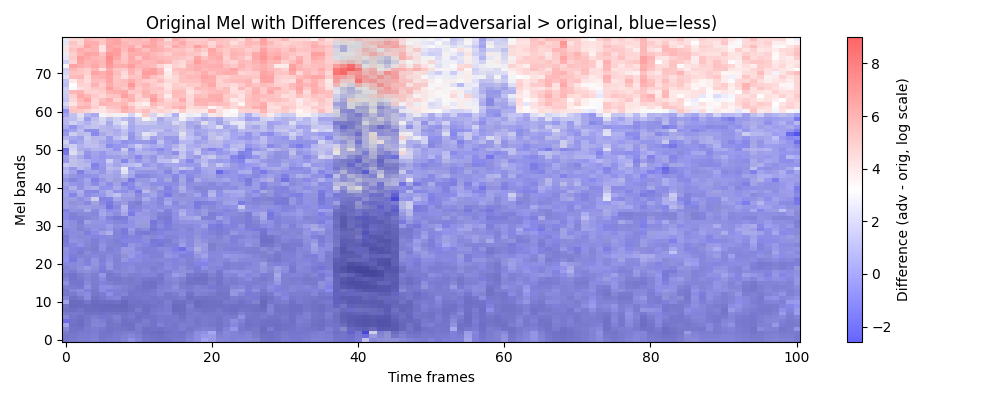 Original Mel with Differences (red=adversarial > original, blue=less)
70
60
50
40
30
20
10
0
Mel bands
0 20 40 60 80 100
Time frames
8
6
4
2
0
−2
Difference (adv - orig, log scale)